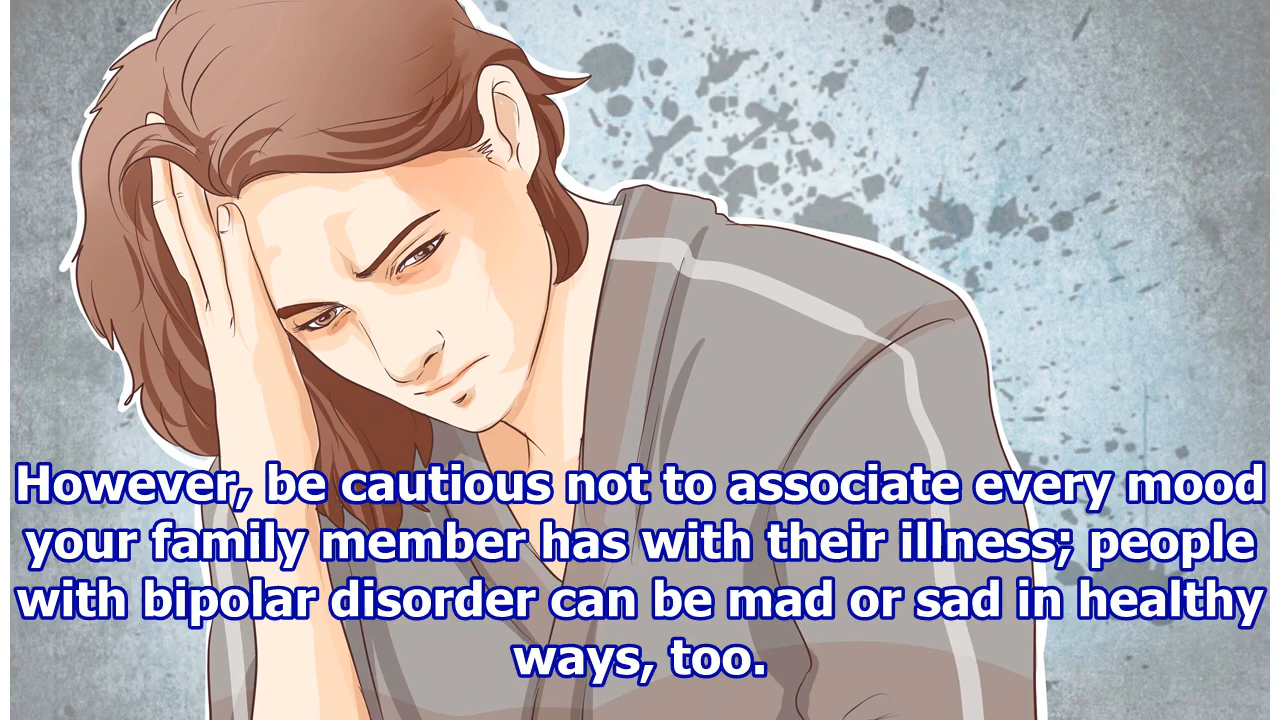 However, be cautious not to associate every mood
your family member has with their illness; people
with bipolar disorder can be mad or sad in healthy
ways, too.